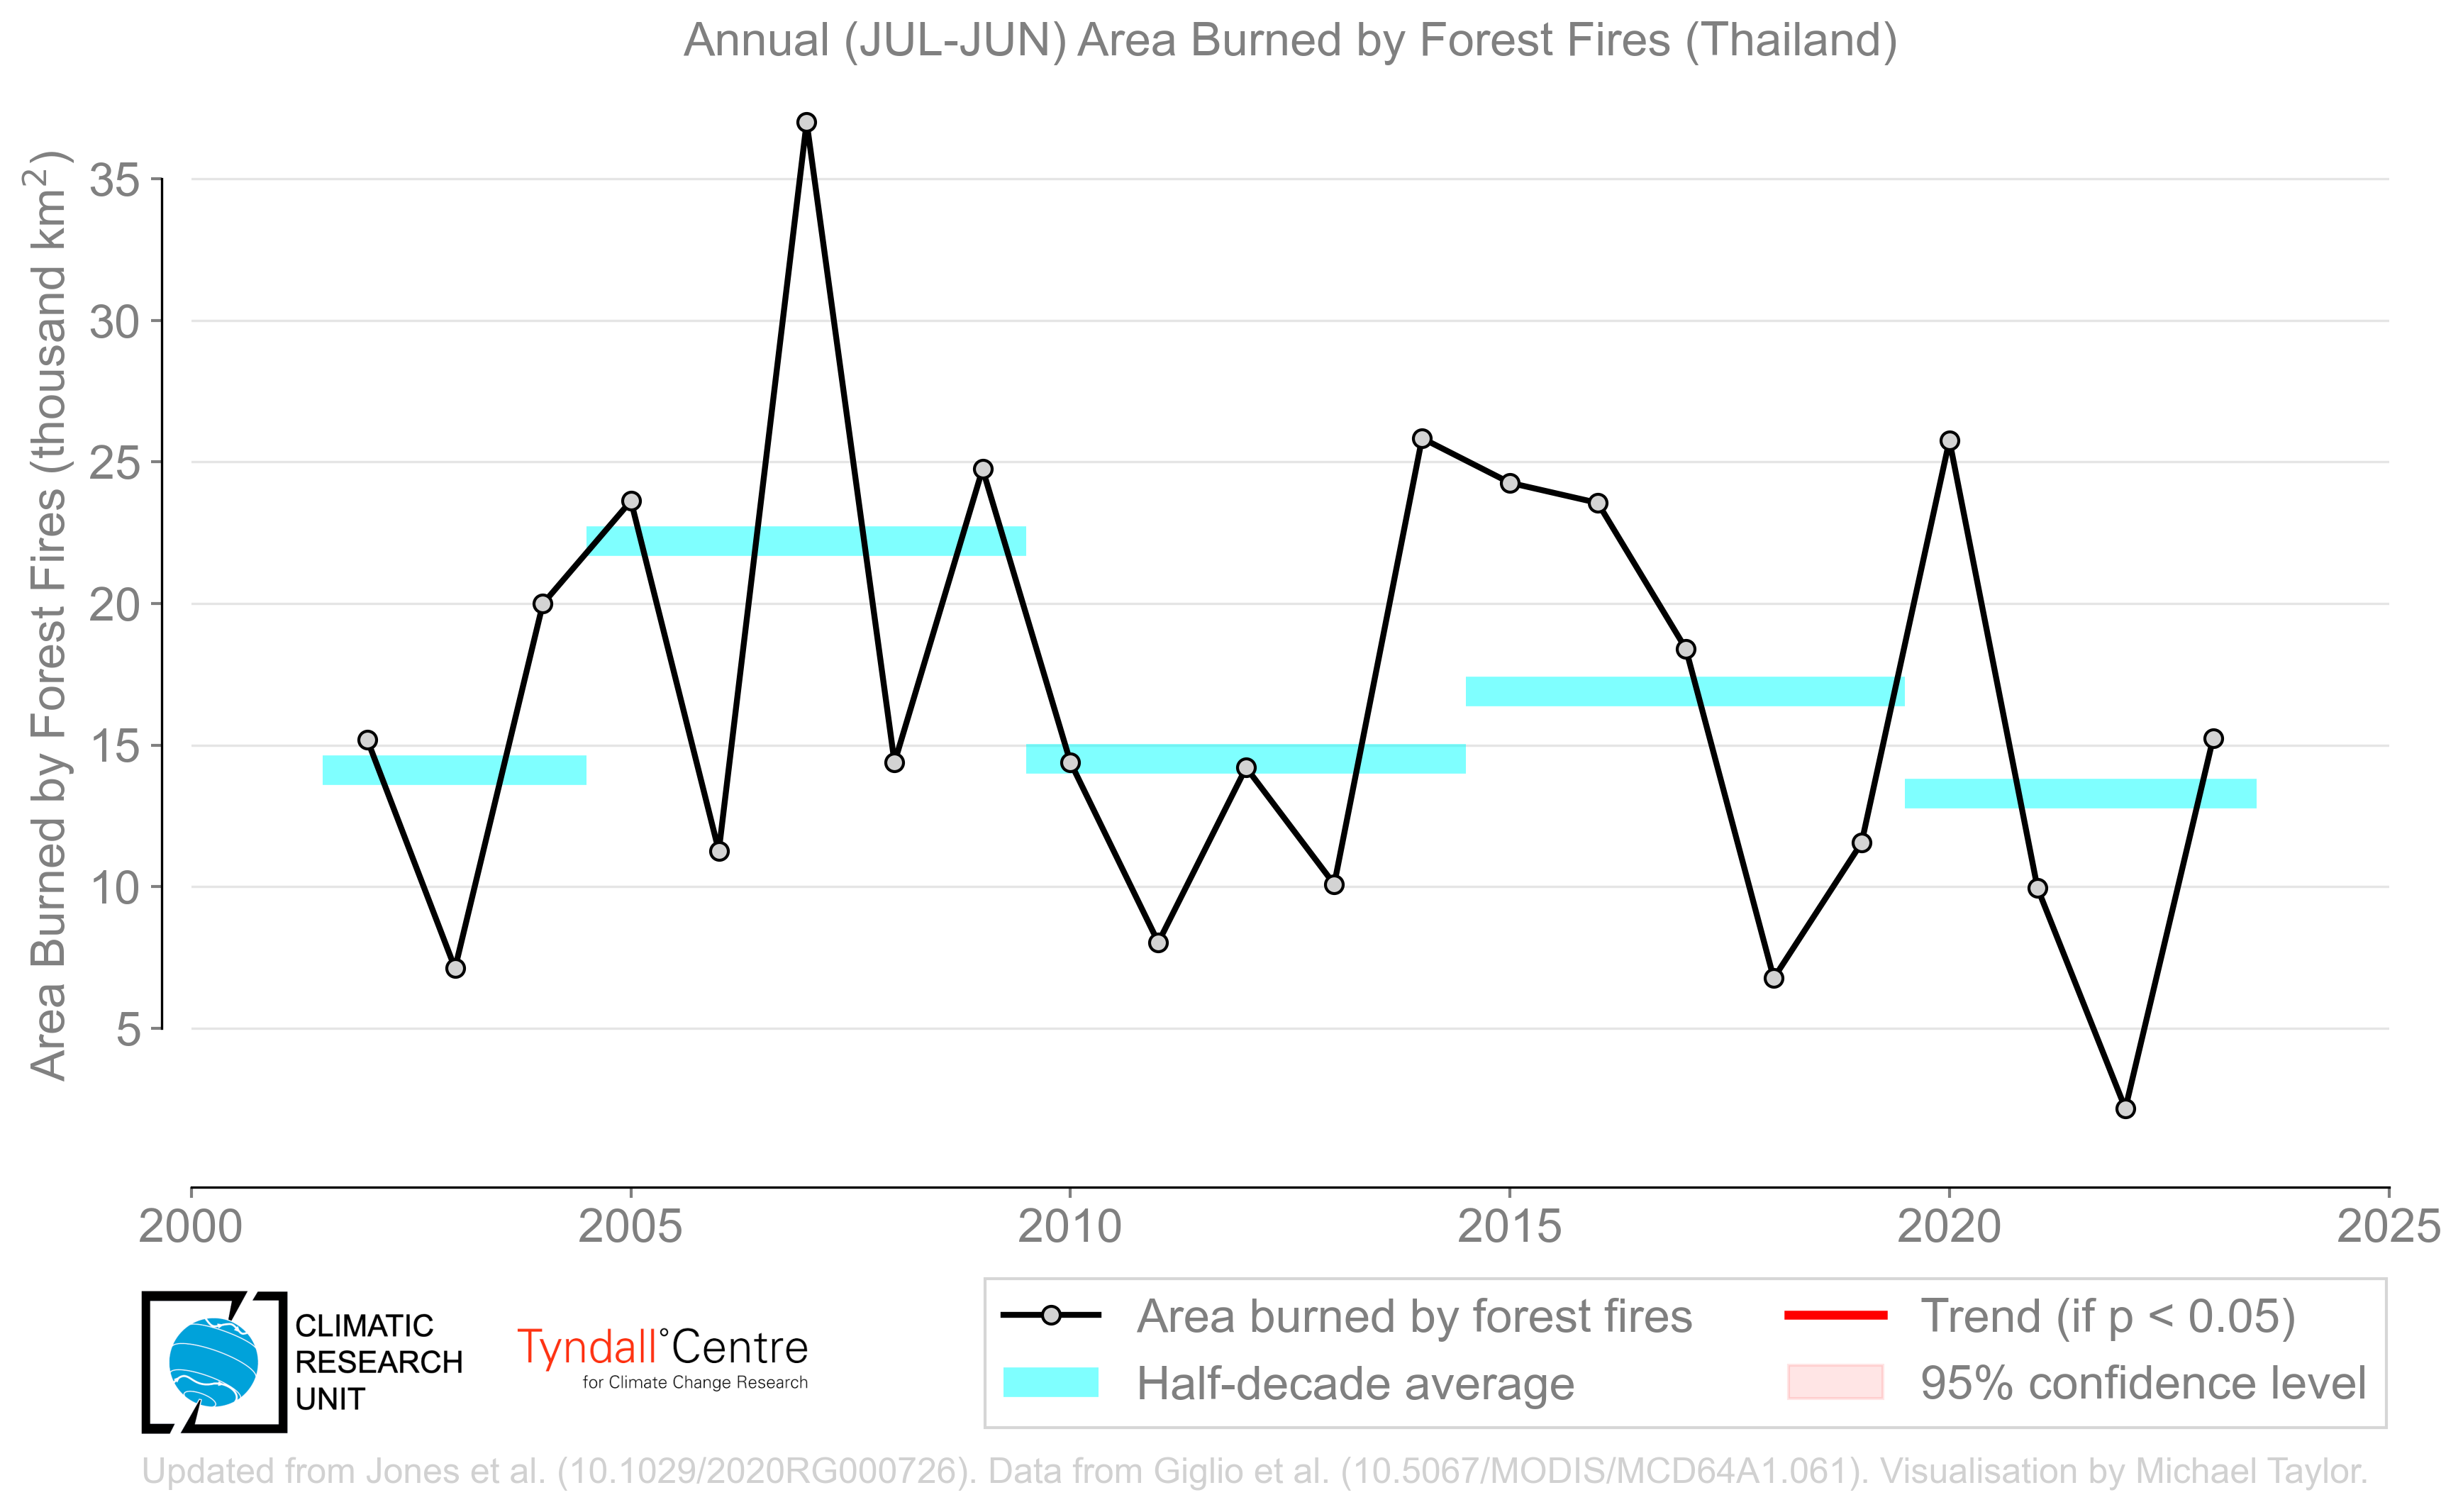 Annual (JUL-JUN) Area Burned by Forest Fires (Thailand)
Area Burned by Forest Fires (thousand km²)
35
30
25
20
15
10
5
2000 2005 2010 2015 2020 2025
CLIMATIC
RESEARCH
UNIT
Tyndall°Centre
for Climate Change Research
Area burned by forest fires
Half-decade average
Trend (if p < 0.05)
95% confidence level
Updated from Jones et al. (10.1029/2020RG000726). Data from Giglio et al. (10.5067/MODIS/MCD64A1.061). Visualisation by Michael Taylor.